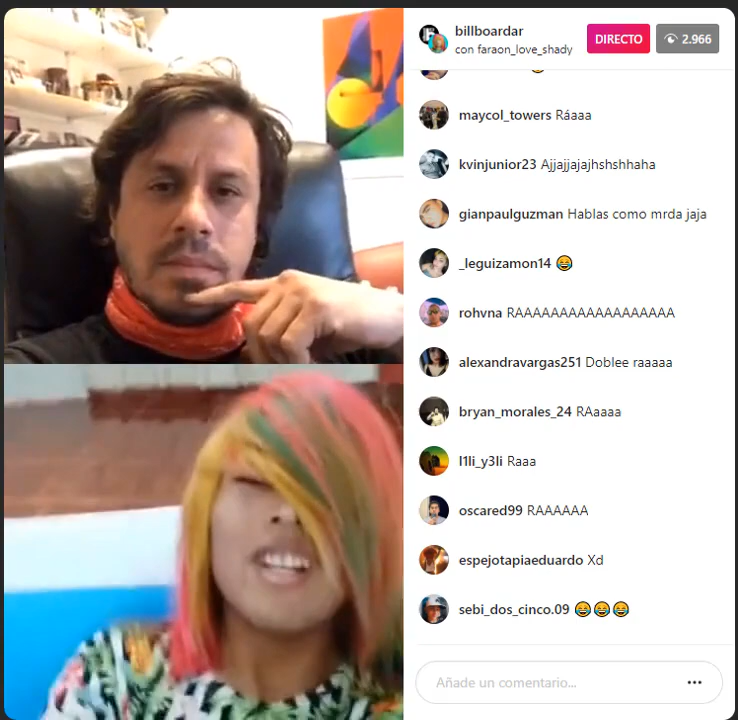 billboardar
con faraon_love_shady
DIRECTO
2.966
maycol_towers Ráaaa
kvinjunior23 Ajjajjajajhshshhaha
gianpaulguzman Hablas como mrda jaja
_leguizamon14 😂
rohvna RAAAAAAAAAAAAAAAAAA
alexandravargas251 Doblee raaaaa
bryan_morales_24 RAaaaa
l1li_y3li Raaa
oscared99 RAAAAAA
espejotapiaeduardo Xd
sebi_dos_cinco.09 😂😂😂
Añade un comentario...